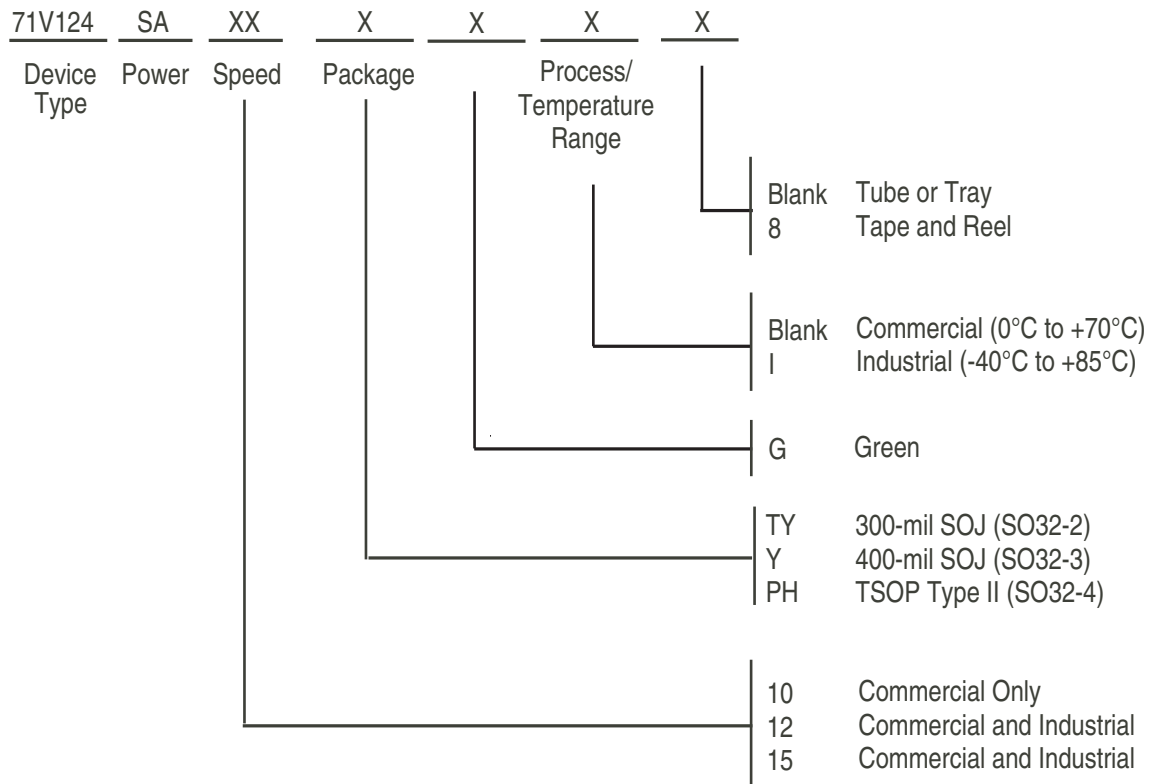 71V124 SA XX X X X X
Device Type Power Speed Package Process/ Temperature Range
Blank Tube or Tray
8 Tape and Reel
Blank Commercial (0°C to +70°C)
I Industrial (-40°C to +85°C)
G Green
TY 300-mil SOJ (SO32-2)
Y 400-mil SOJ (SO32-3)
PH TSOP Type II (SO32-4)
10 Commercial Only
12 Commercial and Industrial
15 Commercial and Industrial